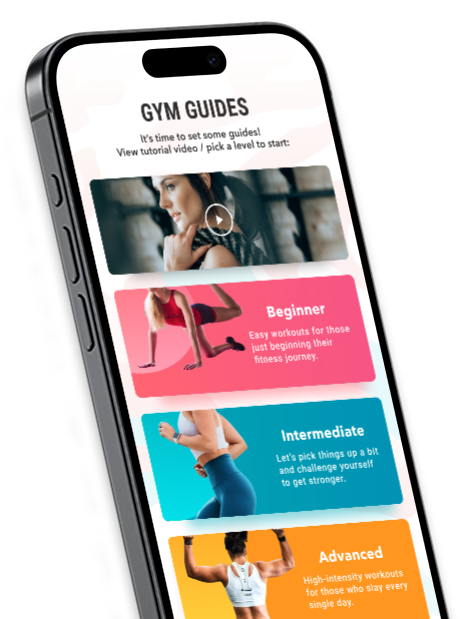 GYM GUIDES
It's time to set some guides!
View tutorial video / pick a level to start:
Beginner
Easy workouts for those
just beginning their
fitness journey.
Intermediate
Let's pick things up a bit
and challenge yourself
to get stronger.
Advanced
High-intensity workouts
for those who slay every
single day.